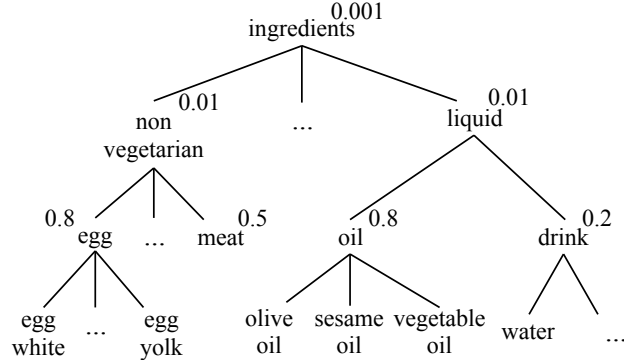 0.001
ingredients
0.01
0.01
non
vegetarian
...
liquid
0.8
0.5
0.8
0.2
egg
...
meat
oil
drink
egg
white
...
egg
yolk
olive
oil
sesame
oil
vegetable
oil
water
...